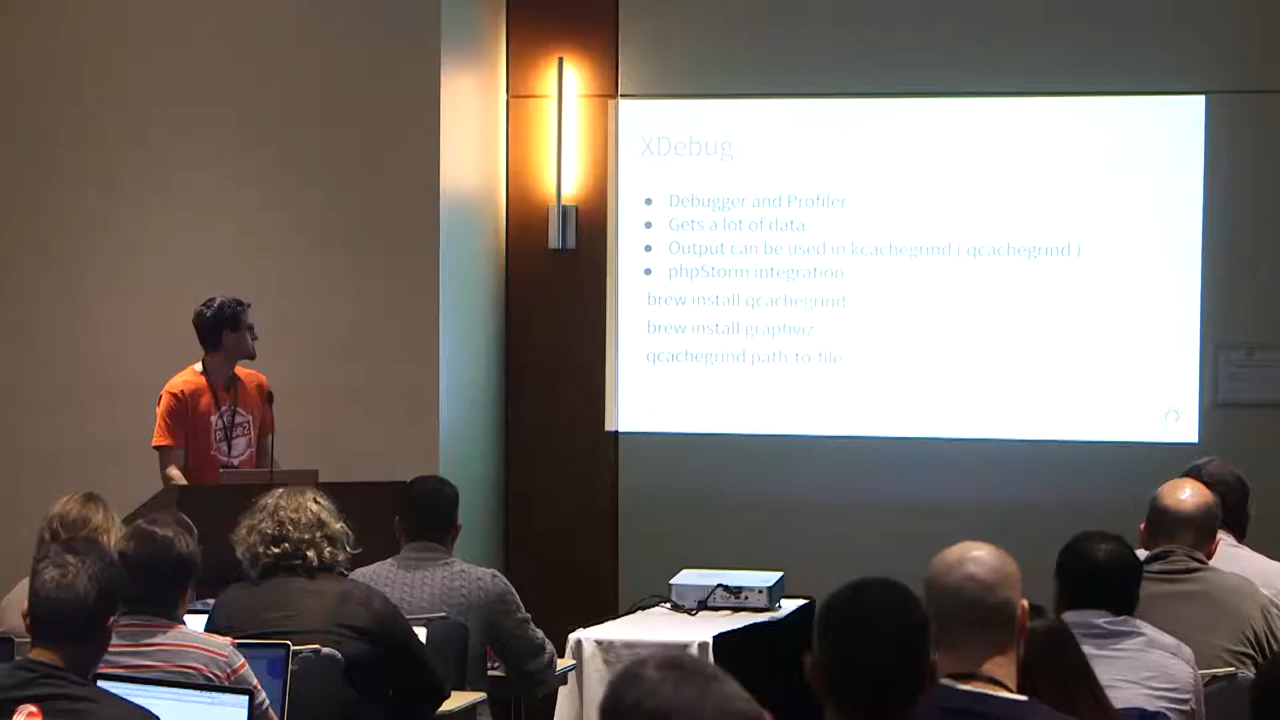 XDebug
● Debugger and Profiler
● Gets a lot of data
● Output can be used in kcachegrind ( qcachegrind )
● phpStorm integration
brew install qcachegrind
brew install graphviz
qcachegrind path-to-file
Phase2